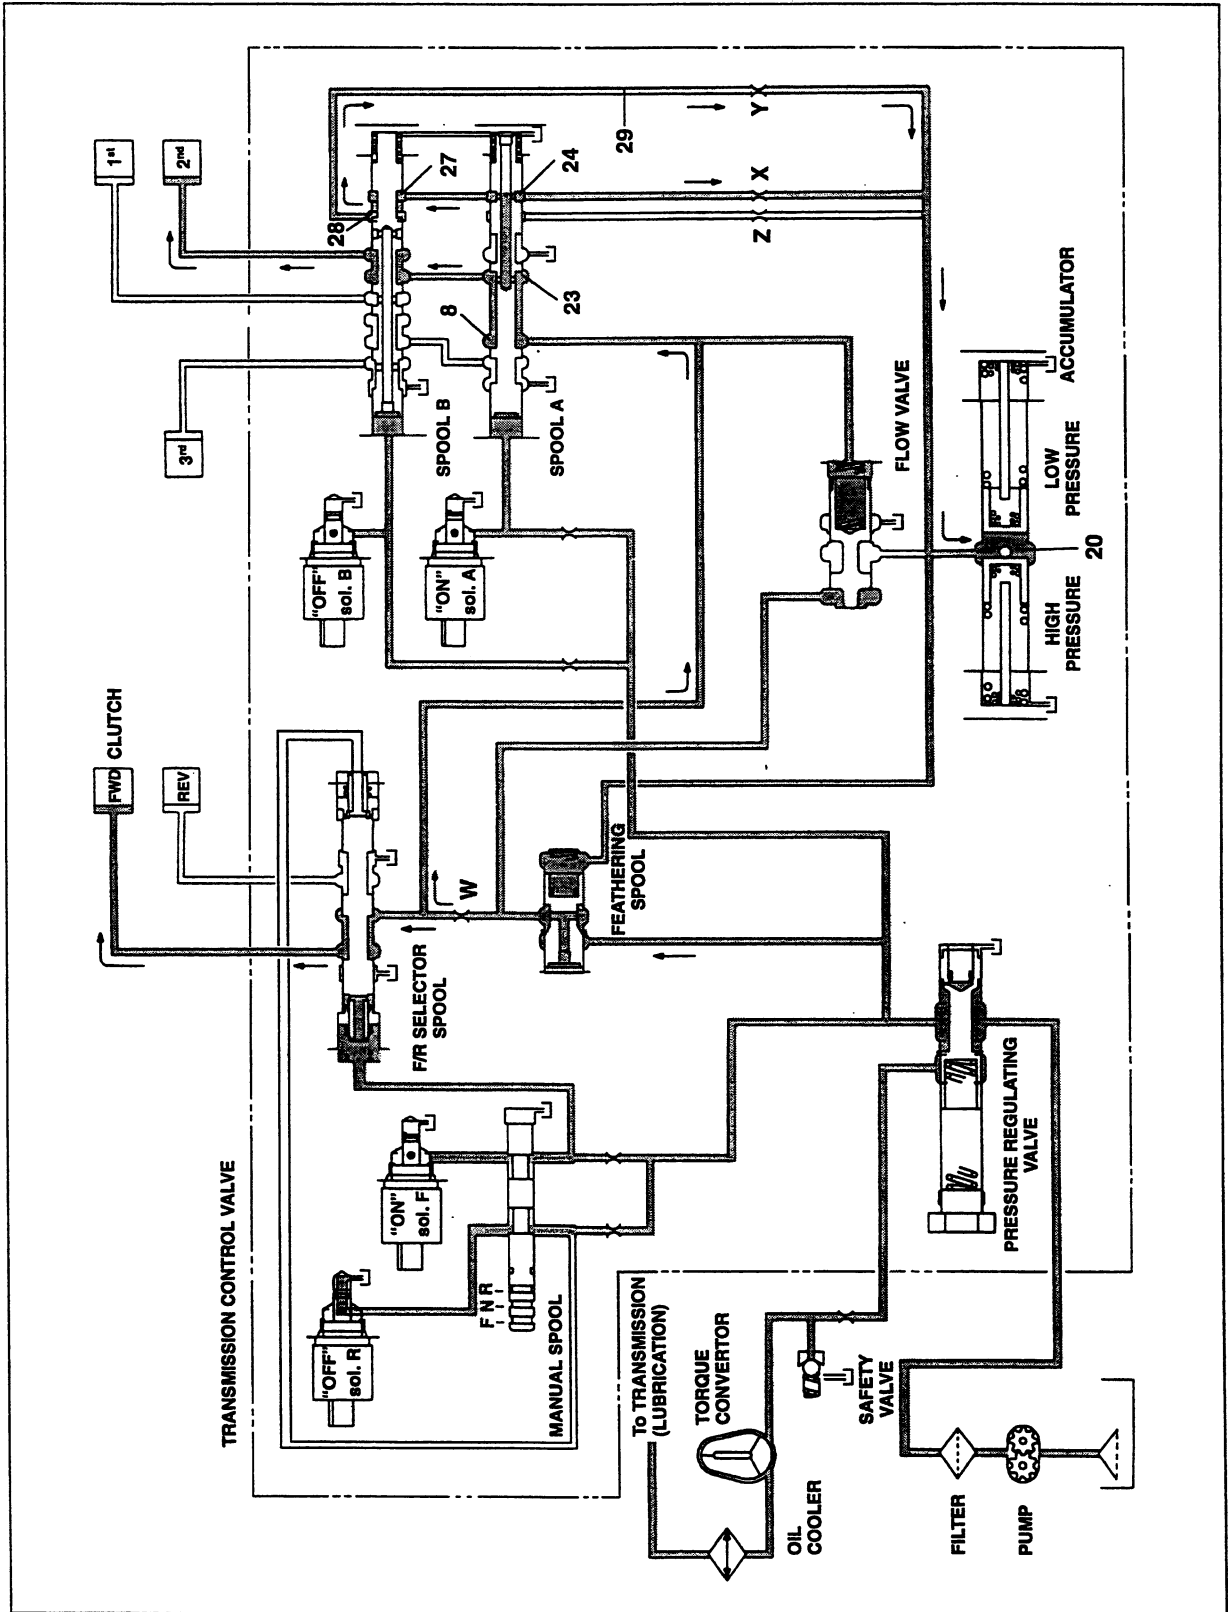 TRANSMISSION CONTROL VALVE
FWD CLUTCH
REV
1st
2nd
3rd
"OFF"
sol. R
"ON"
sol. F
F N R
MANUAL SPOOL
F/R SELECTOR
SPOOL
W
FEATHERING
SPOOL
"OFF"
sol. B
"ON"
sol. A
SPOOL B
SPOOL A
28
27
8
23
24
29
Y
X
Z
FLOW VALVE
HIGH
PRESSURE
LOW
PRESSURE
ACCUMULATOR
20
To TRANSMISSION
(LUBRICATION)
TORQUE
CONVERTOR
OIL
COOLER
SAFETY
VALVE
PRESSURE REGULATING
VALVE
FILTER
PUMP